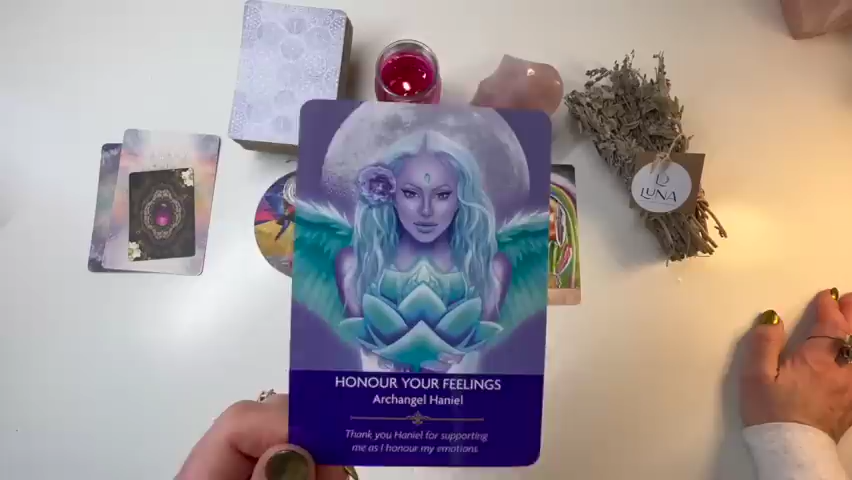 HONOUR YOUR FEELINGS
Archangel Haniel
Thank you Haniel for supporting
me as I honour my emotions.
LUNA